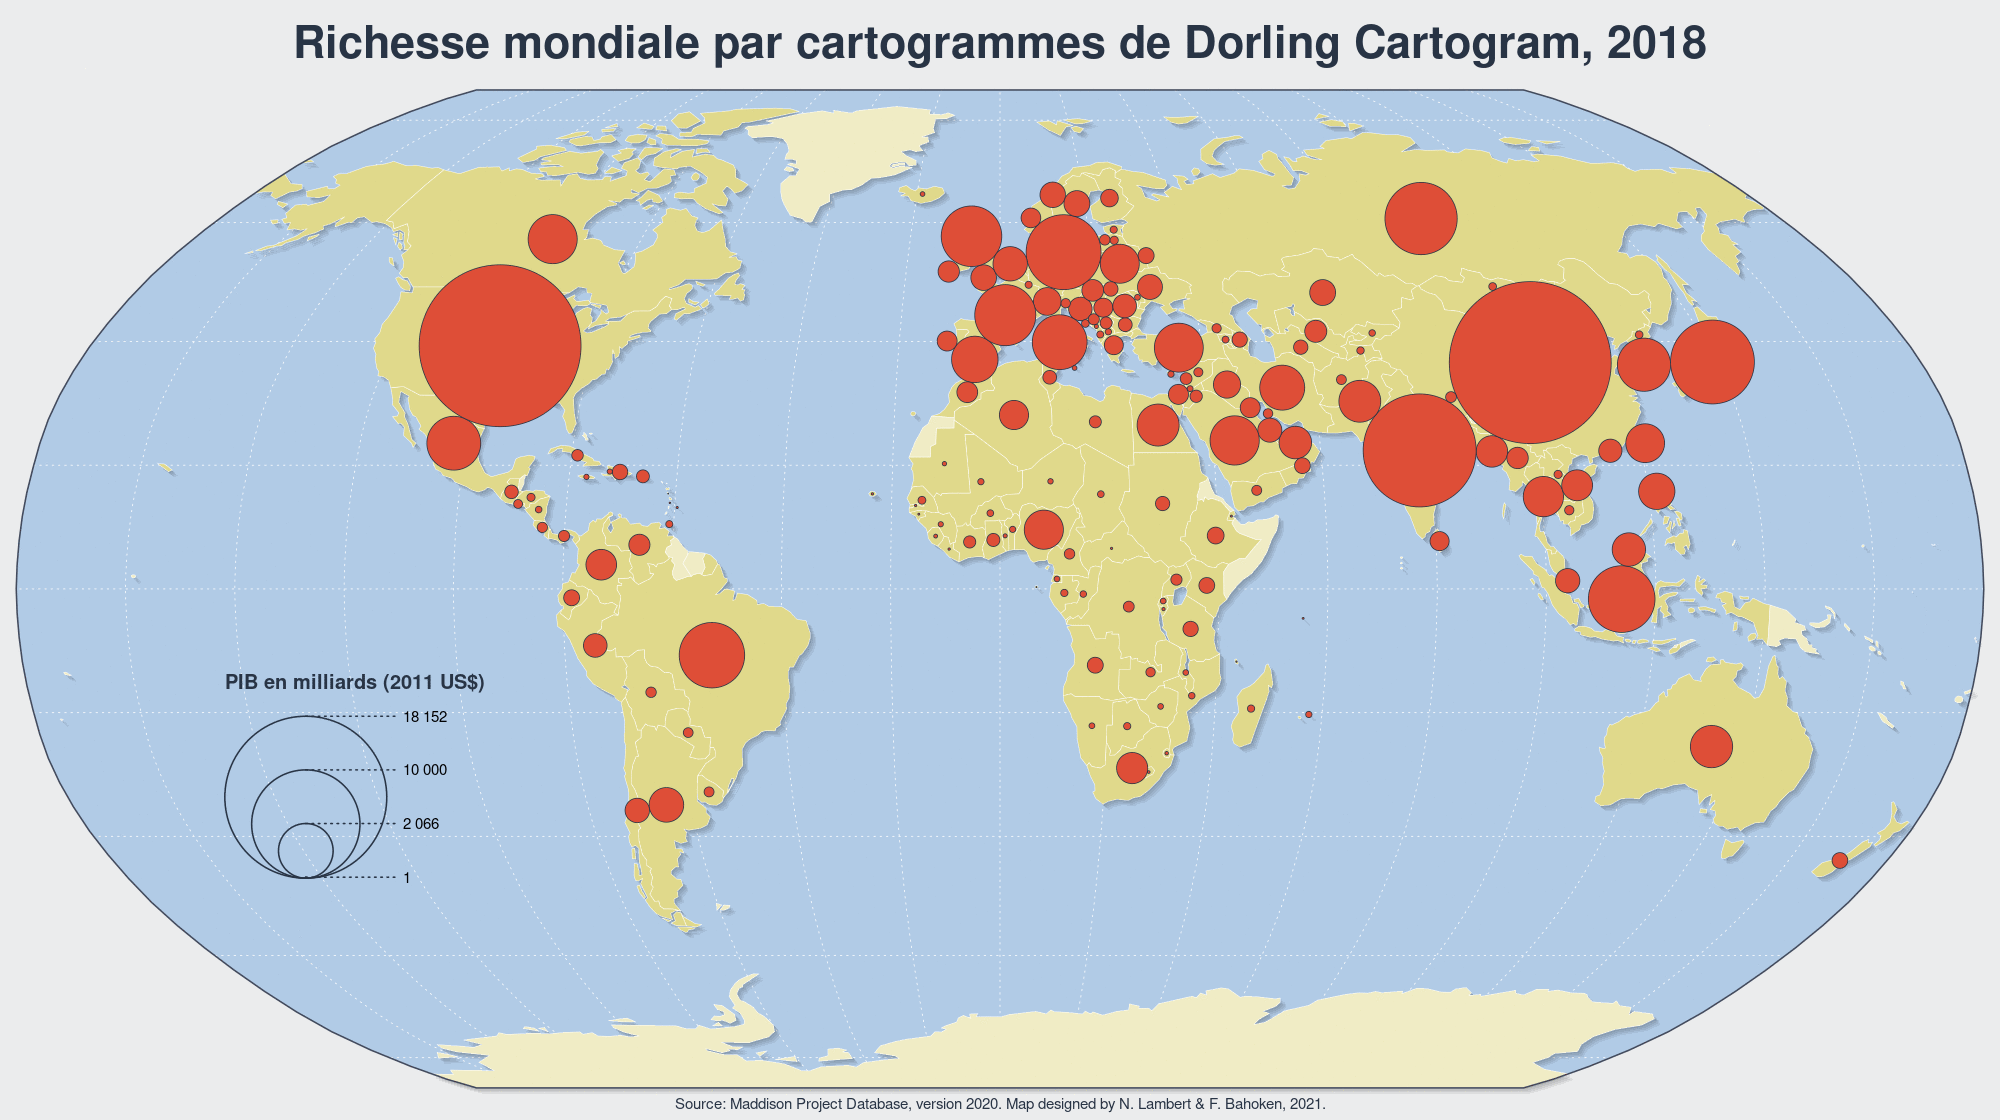 Richesse mondiale par cartogrammes de Dorling Cartogram, 2018
PIB en milliards (2011 US$)
18 152
10 000
2 066
1
Source: Maddison Project Database, version 2020. Map designed by N. Lambert & F. Bahoken, 2021.